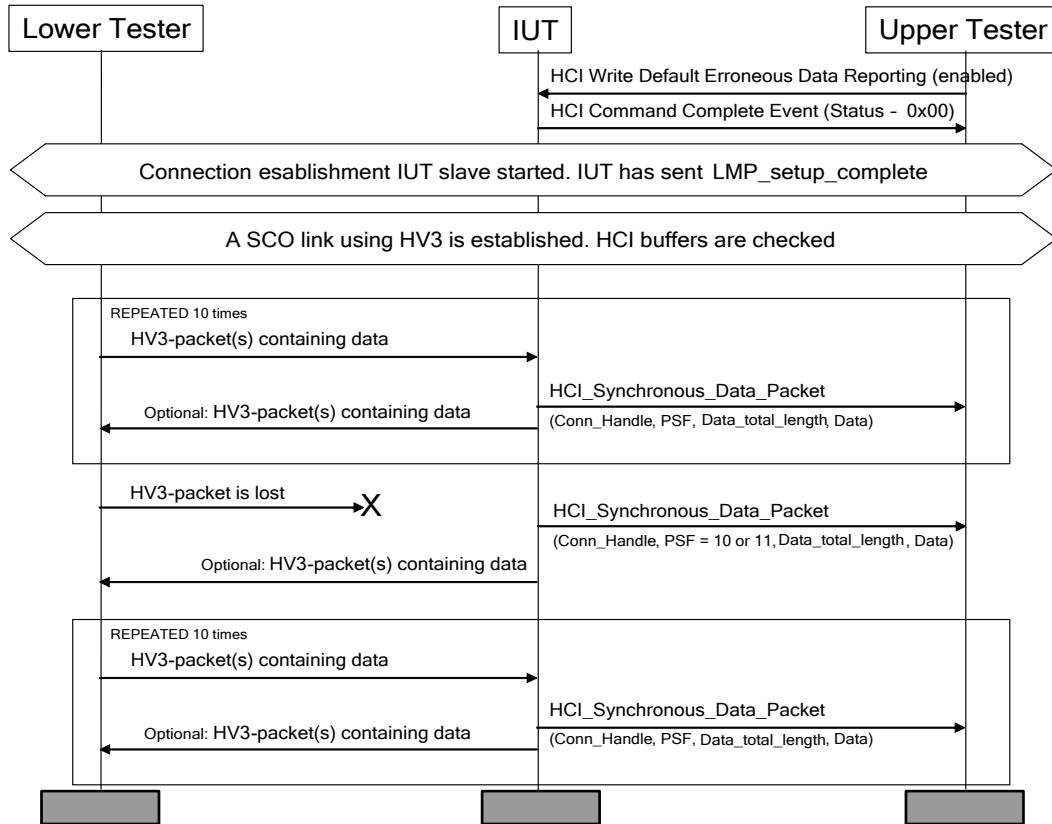 Lower Tester
IUT
Upper Tester
HCI Write Default Erroneous Data Reporting (enabled)
HCI Command Complete Event (Status - 0x00)
Connection esablishment IUT slave started. IUT has sent LMP_setup_complete
A SCO link using HV3 is established. HCI buffers are checked
REPEATED 10 times
HV3-packet(s) containing data
HCI_Synchronous_Data_Packet
Optional: HV3-packet(s) containing data
(Conn_Handle, PSF, Data_total_length, Data)
HV3-packet is lost
X
HCI_Synchronous_Data_Packet
(Conn_Handle, PSF = 10 or 11, Data_total_length, Data)
Optional: HV3-packet(s) containing data
REPEATED 10 times
HV3-packet(s) containing data
HCI_Synchronous_Data_Packet
Optional: HV3-packet(s) containing data
(Conn_Handle, PSF, Data_total_length, Data)